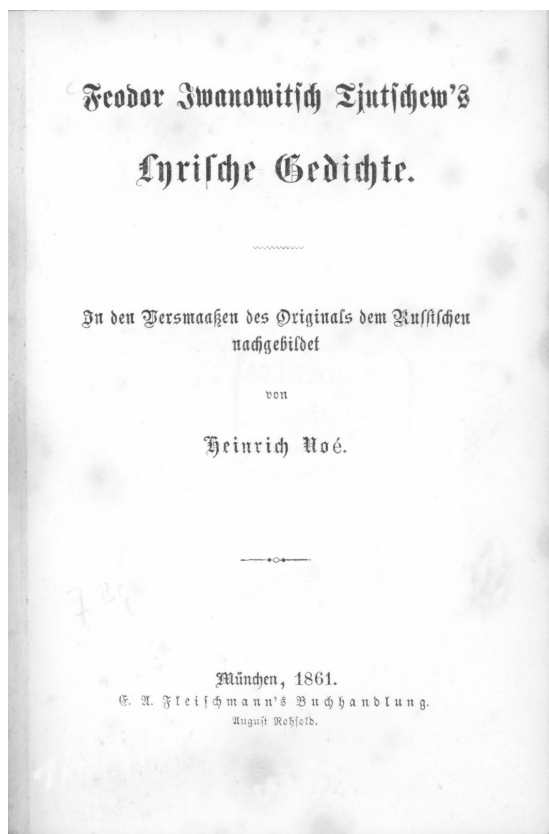 Feodor Iwanowitsch Tjutschew's
Lyrische Gedichte.
In den Versmaaßen des Originals dem Russischen
nachgebildet
von
Heinrich Noé.
München, 1861.
E. A. Fleischmann's Buchhandlung.
August Rohsold.